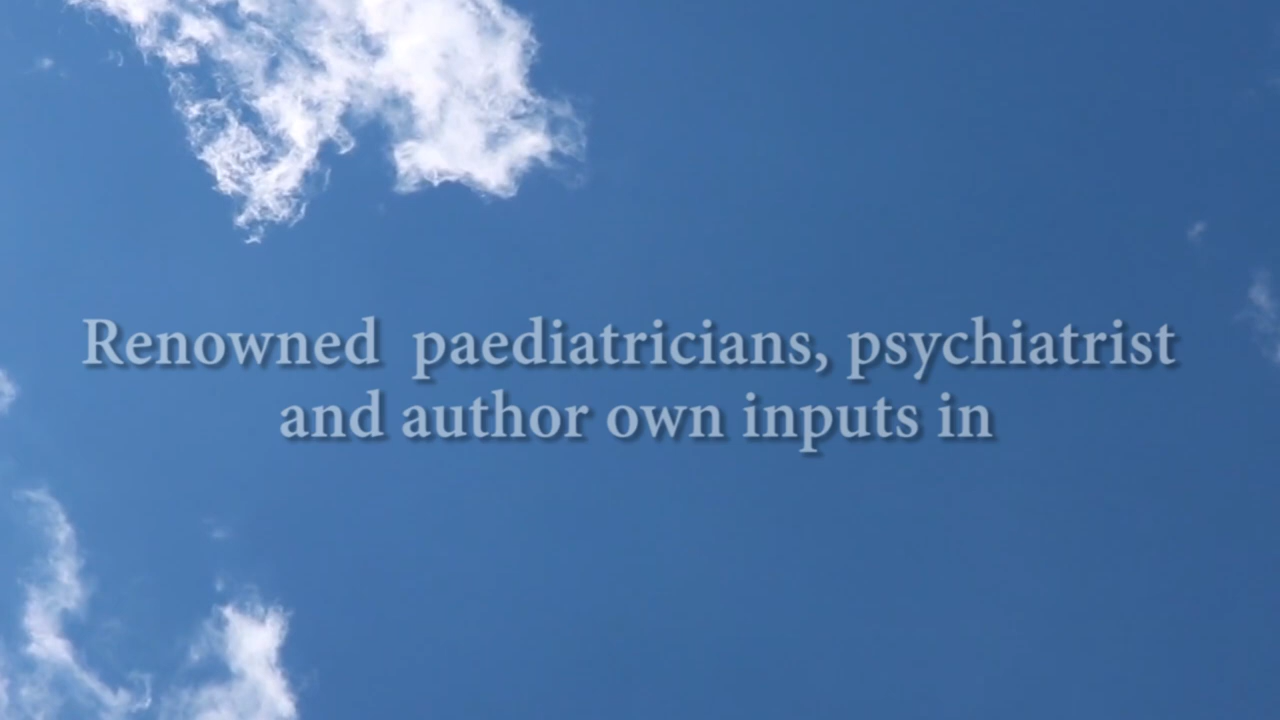 Renowned  paediatricians, psychiatrist
and author own inputs in